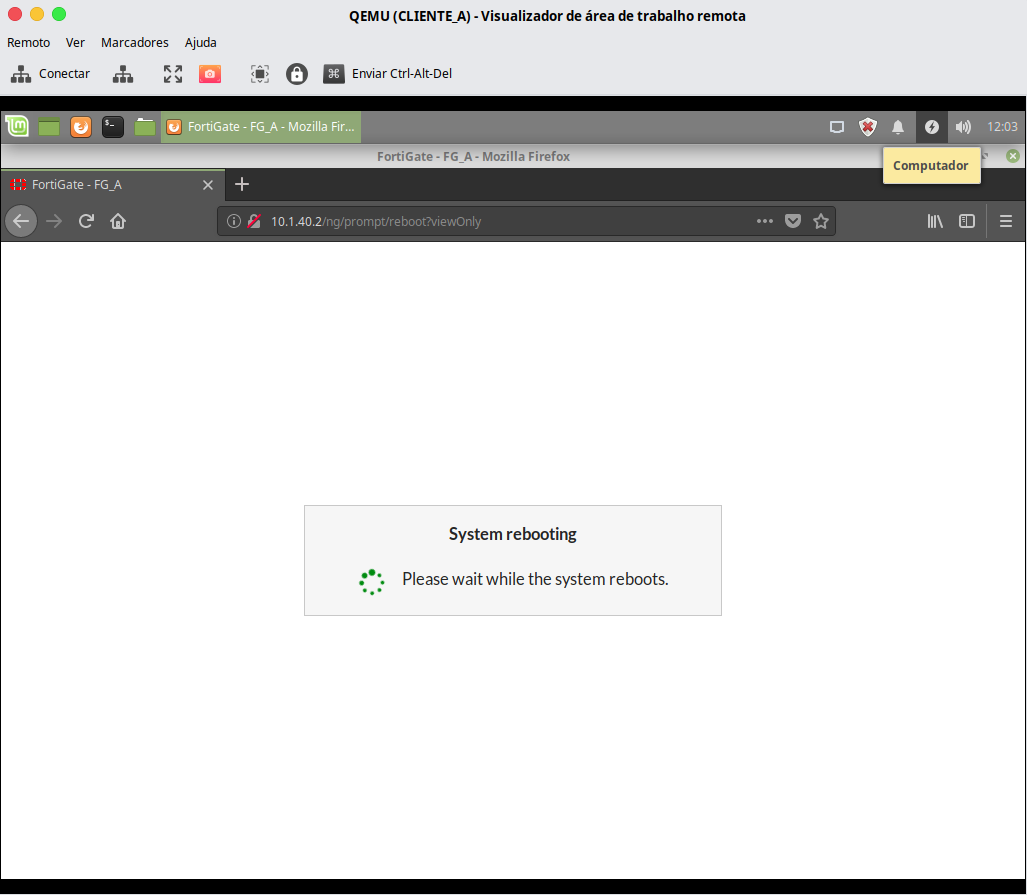 QEMU (CLIENTE_A) - Visualizador de área de trabalho remota
Remoto Ver Marcadores Ajuda
Conectar Enviar Ctrl-Alt-Del
FortiGate - FG_A - Mozilla Fir... 12:03
FortiGate - FG_A - Mozilla Firefox
Computador
FortiGate - FG_A
10.1.40.2/ng/prompt/reboot?viewOnly
System rebooting
Please wait while the system reboots.